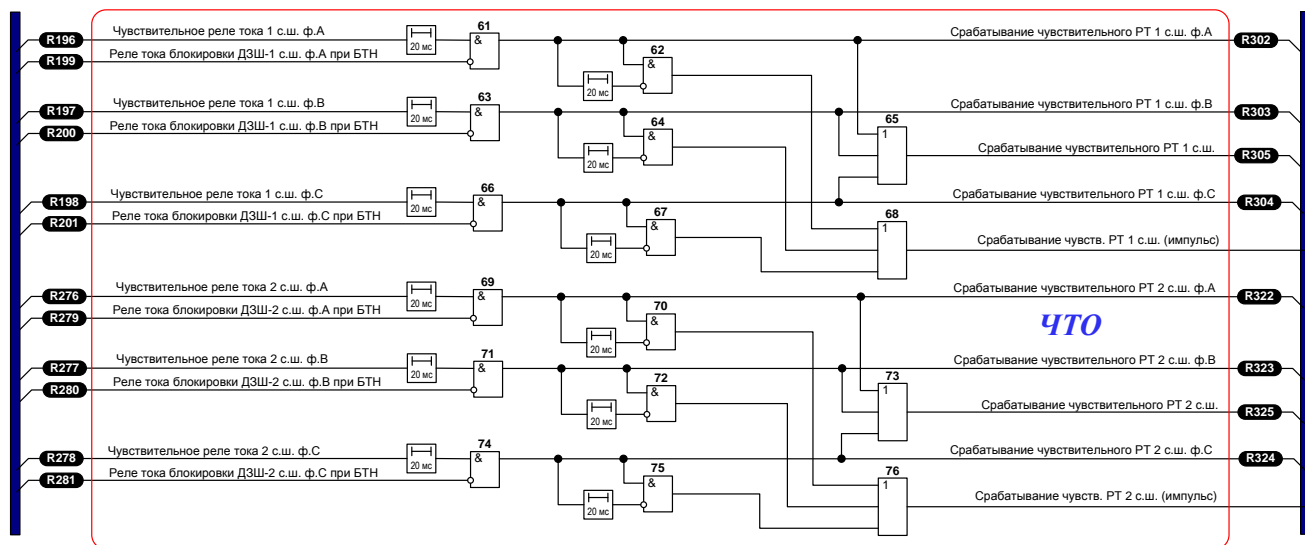 Чувствительное реле тока 1 с.ш. ф.А 61 Срабатывание чувствительного РТ 1 с.ш. ф.А
R196 20 мс & 62 R302
R199 Реле тока блокировки ДЗШ-1 с.ш. ф.А при БТН &
20 мс
Чувствительное реле тока 1 с.ш. ф.В 63 Срабатывание чувствительного РТ 1 с.ш. ф.В
R197 20 мс & 64 65 R303
R200 Реле тока блокировки ДЗШ-1 с.ш. ф.В при БТН & 1
20 мс Срабатывание чувствительного РТ 1 с.ш. R305
Чувствительное реле тока 1 с.ш. ф.С 66 Срабатывание чувствительного РТ 1 с.ш. ф.С
R198 20 мс & 67 68 R304
R201 Реле тока блокировки ДЗШ-1 с.ш. ф.С при БТН & 1
20 мс Срабатывание чувств. РТ 1 с.ш. (импульс)
Чувствительное реле тока 2 с.ш. ф.А 69 Срабатывание чувствительного РТ 2 с.ш. ф.А
R276 20 мс & 70 R322
R279 Реле тока блокировки ДЗШ-2 с.ш. ф.А при БТН & ЧТО
20 мс
Чувствительное реле тока 2 с.ш. ф.В 71 Срабатывание чувствительного РТ 2 с.ш. ф.В
R277 20 мс & 72 73 R323
R280 Реле тока блокировки ДЗШ-2 с.ш. ф.В при БТН & 1
20 мс Срабатывание чувствительного РТ 2 с.ш. R325
Чувствительное реле тока 2 с.ш. ф.С 74 Срабатывание чувствительного РТ 2 с.ш. ф.С
R278 20 мс & 75 76 R324
R281 Реле тока блокировки ДЗШ-2 с.ш. ф.С при БТН & 1
20 мс Срабатывание чувств. РТ 2 с.ш. (импульс)